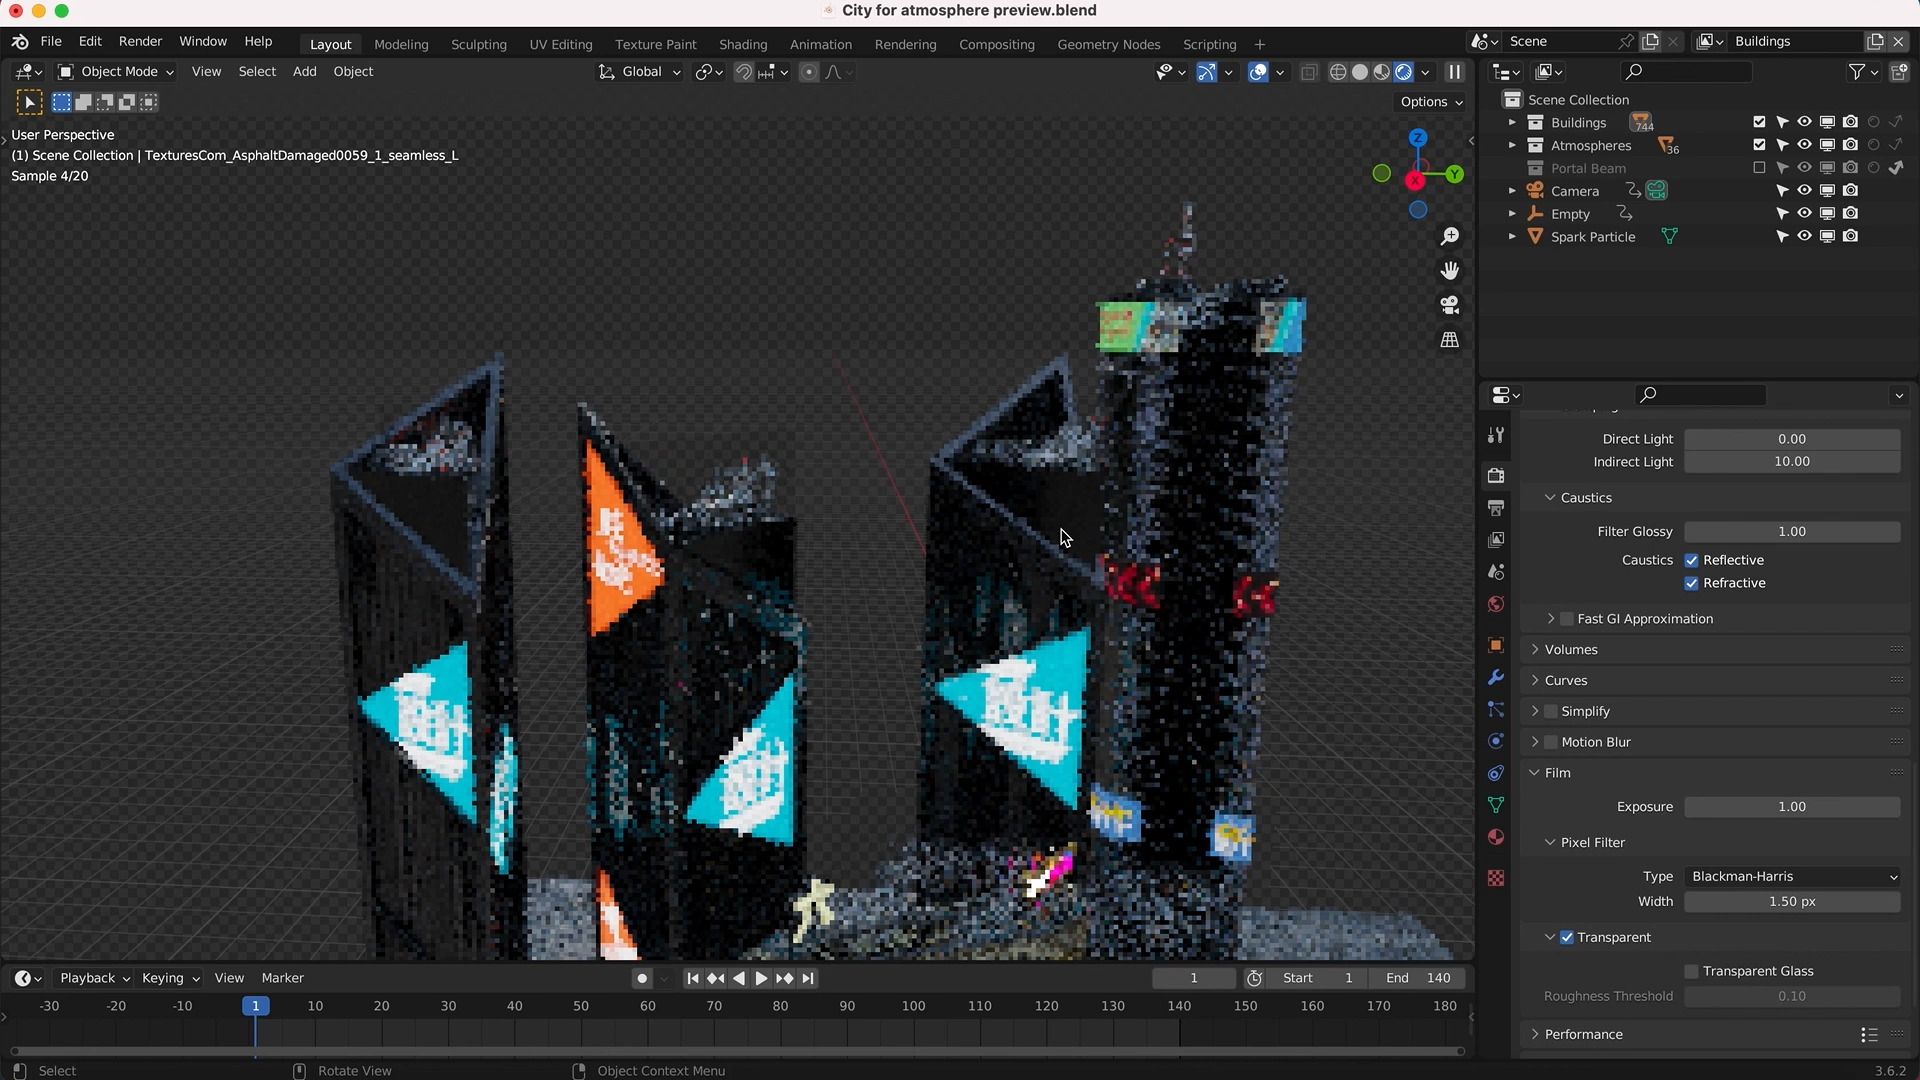 City for atmosphere preview.blend
File Edit Render Window Help
Layout Modeling Sculpting UV Editing Texture Paint Shading Animation Rendering Compositing Geometry Nodes Scripting +
Scene
Buildings
Object Mode View Select Add Object
Global
Options
User Perspective
(1) Scene Collection | TexturesCom_AsphaltDamaged0059_1_seamless_L
Sample 4/20
Z
Y
X
Scene Collection
Buildings 744
Atmospheres 36
Portal Beam
Camera
Empty
Spark Particle
Direct Light 0.00
Indirect Light 10.00
Caustics
Filter Glossy 1.00
Caustics Reflective
Refractive
Fast GI Approximation
Volumes
Curves
Simplify
Motion Blur
Film
Exposure 1.00
Pixel Filter
Type Blackman-Harris
Width 1.50 px
Transparent
Transparent Glass
Roughness Threshold 0.10
Performance
Playback Keying View Marker
1 Start 1 End 140
-30 -20 -10 1 10 20 30 40 50 60 70 80 90 100 110 120 130 140 150 160 170 180
Select Rotate View Object Context Menu 3.6.2